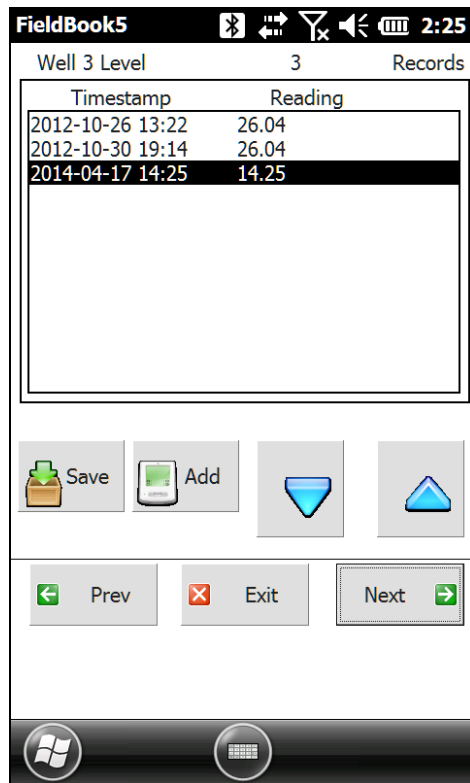 FieldBook5 2:25
Well 3 Level 3 Records
Timestamp Reading
2012-10-26 13:22 26.04
2012-10-30 19:14 26.04
2014-04-17 14:25 14.25
Save Add
Prev Exit Next